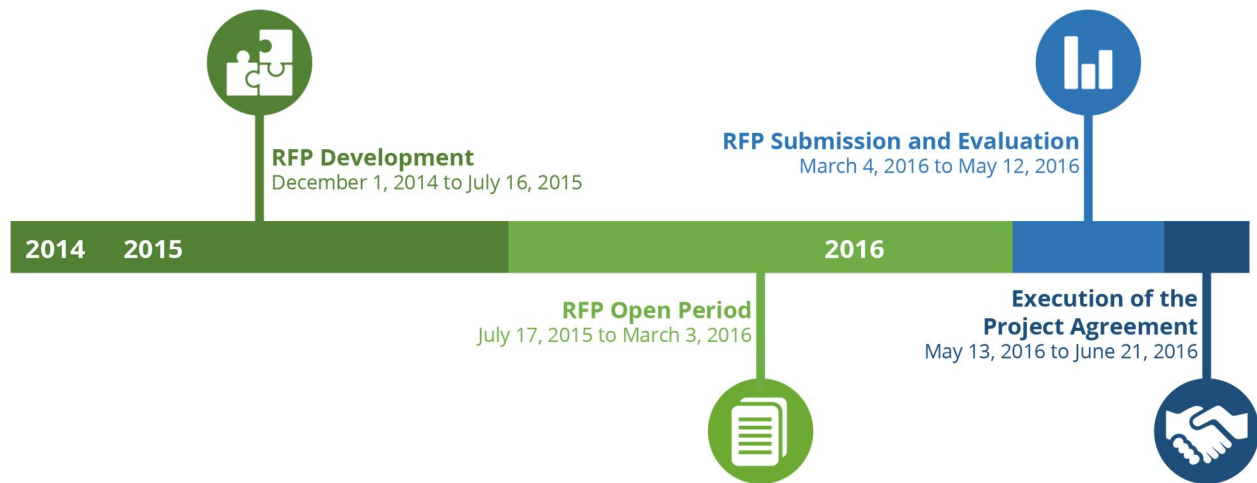 RFP Development
December 1, 2014 to July 16, 2015
RFP Submission and Evaluation
March 4, 2016 to May 12, 2016
2014 2015 2016
RFP Open Period
July 17, 2015 to March 3, 2016
Execution of the
Project Agreement
May 13, 2016 to June 21, 2016